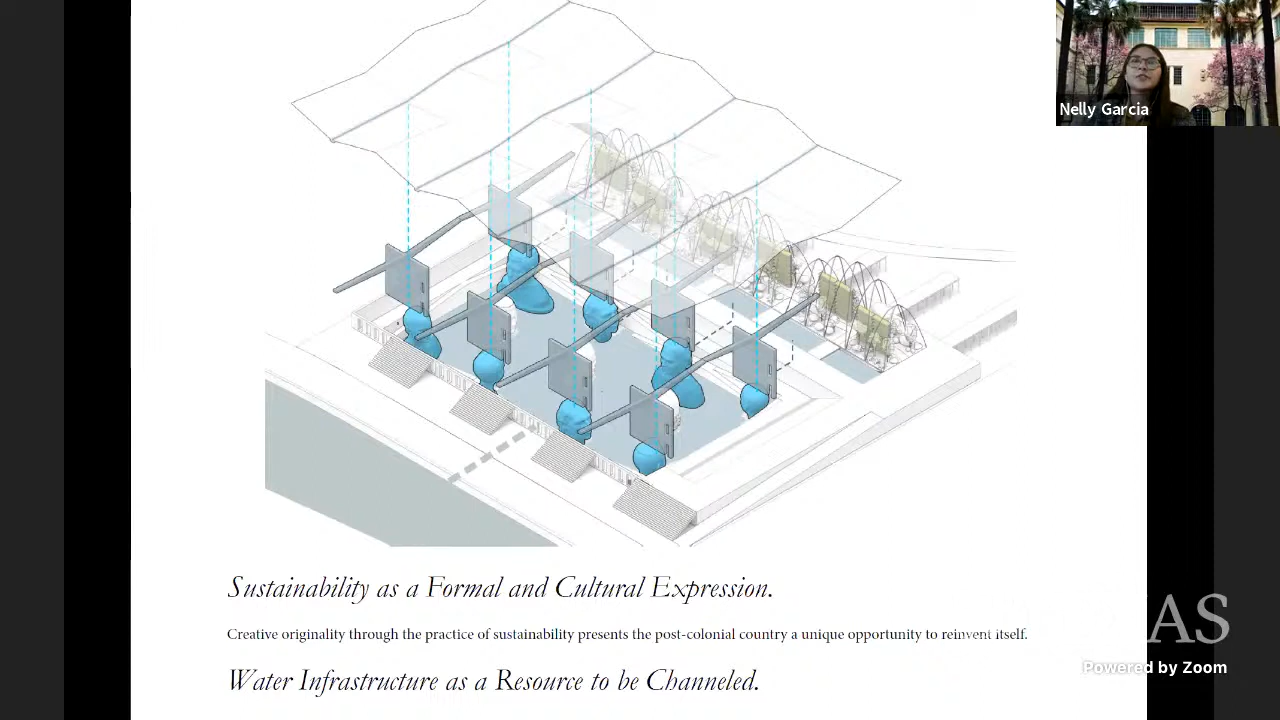 Nelly Garcia
Sustainability as a Formal and Cultural Expression.
Creative originality through the practice of sustainability presents the post-colonial country a unique opportunity to reinvent itself.
AS
Powered by Zoom
Water Infrastructure as a Resource to be Channeled.